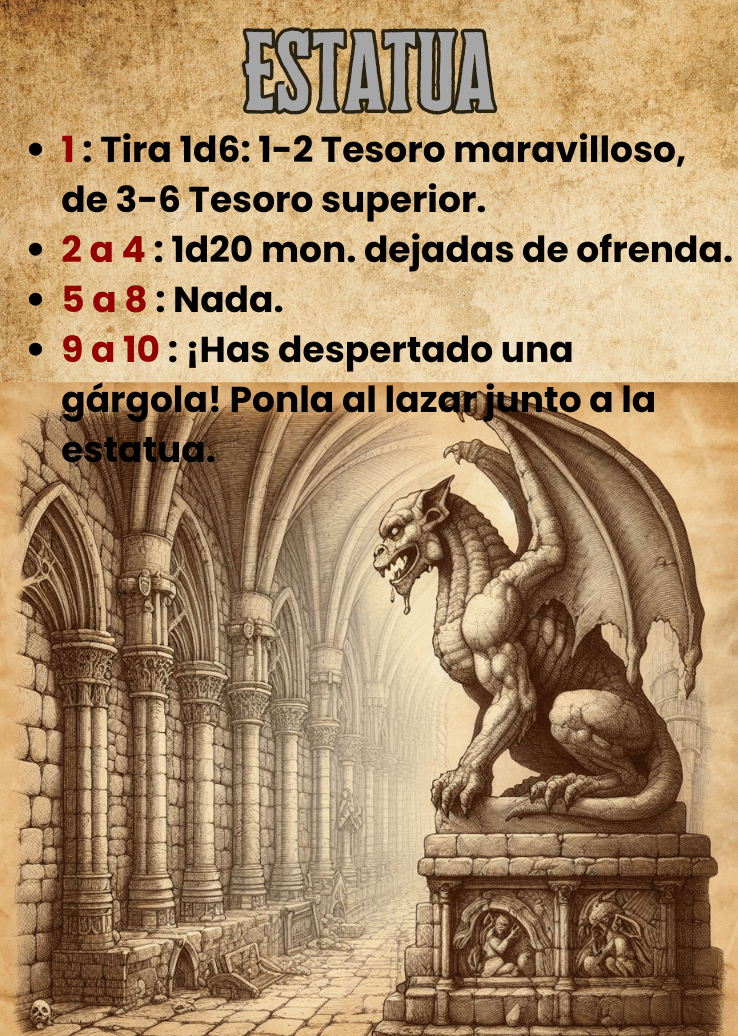 ESTATUA
• 1 : Tira 1d6: 1-2 Tesoro maravilloso,
de 3-6 Tesoro superior.
• 2 a 4 : 1d20 mon. dejadas de ofrenda.
• 5 a 8 : Nada.
• 9 a 10 : ¡Has despertado una
gárgola! Ponla al lazar junto a la
estatua.